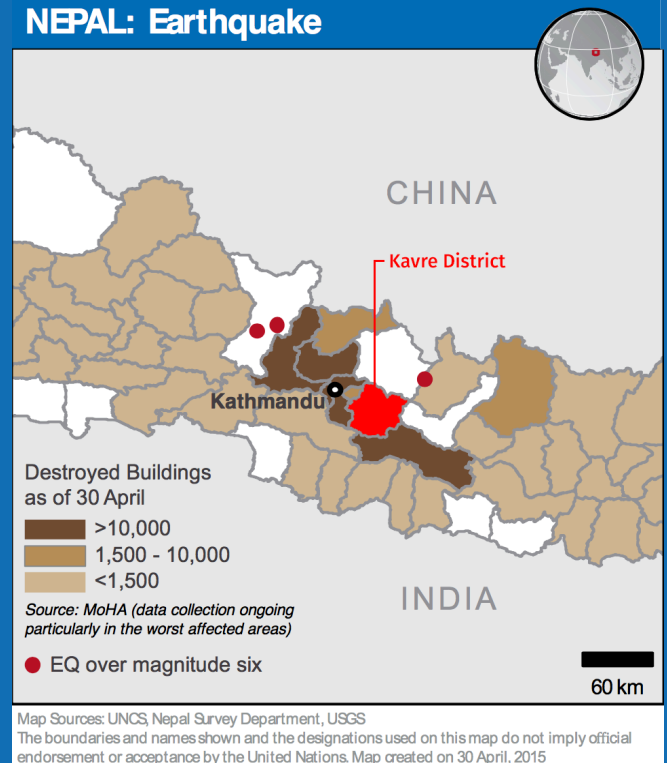 NEPAL: Earthquake
CHINA
Kavre District
Kathmandu
Destroyed Buildings
as of 30 April
>10,000
1,500 - 10,000
<1,500
Source: MoHA (data collection ongoing
particularly in the worst affected areas)
EQ over magnitude six
INDIA
60 km
Map Sources: UNCS, Nepal Survey Department, USGS
The boundaries and names shown and the designations used on this map do not imply official
endorsement or acceptance by the United Nations. Map created on 30 April, 2015